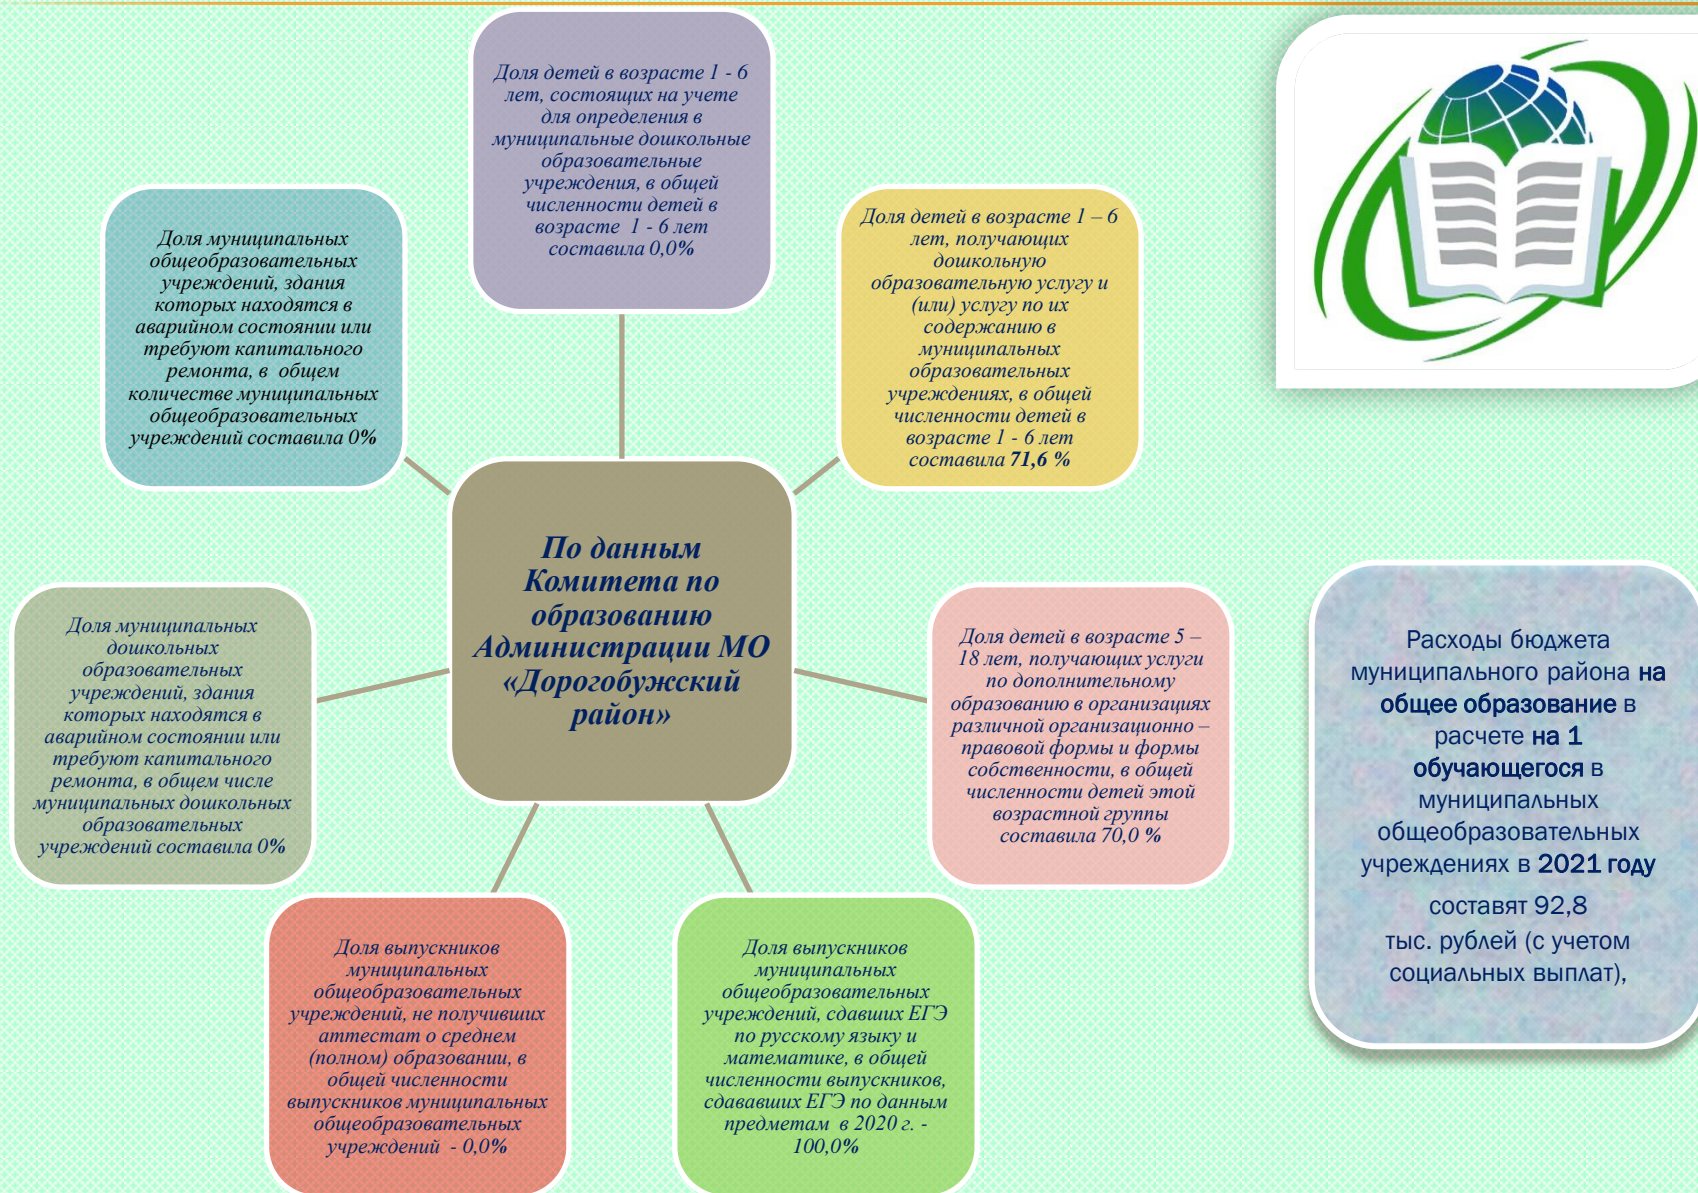 Доля детей в возрасте 1 - 6
лет, состоящих на учете
для определения в
муниципальные дошкольные
образовательные
учреждения, в общей
численности детей в
возрасте 1 - 6 лет
составила 0,0%
Доля детей в возрасте 1 – 6
лет, получающих
дошкольную
образовательную услугу и
(или) услугу по их
содержанию в
муниципальных
образовательных
учреждениях, в общей
численности детей в
возрасте 1 - 6 лет
составила 71,6 %
Доля детей в возрасте 5 –
18 лет, получающих услуги
по дополнительному
образованию в организациях
различной организационно –
правовой формы и формы
собственности, в общей
численности детей этой
возрастной группы
составила 70,0 %
Доля выпускников
муниципальных
общеобразовательных
учреждений, сдавших ЕГЭ
по русскому языку и
математике, в общей
численности выпускников,
сдававших ЕГЭ по данным
предметам в 2020 г. -
100,0%
Доля выпускников
муниципальных
общеобразовательных
учреждений, не получивших
аттестат о среднем
(полном) образовании, в
общей численности
выпускников муниципальных
общеобразовательных
учреждений - 0,0%
Доля муниципальных
дошкольных
образовательных
учреждений, здания
которых находятся в
аварийном состоянии или
требуют капитального
ремонта, в общем числе
муниципальных дошкольных
образовательных
учреждений составила 0%
Доля муниципальных
общеобразовательных
учреждений, здания
которых находятся в
аварийном состоянии или
требуют капитального
ремонта, в общем
количестве муниципальных
общеобразовательных
учреждений составила 0%
По данным
Комитета по
образованию
Администрации МО
«Дорогобужский
район»
Расходы бюджета
муниципального района на
общее образование в
расчете на 1
обучающегося в
муниципальных
общеобразовательных
учреждениях в 2021 году
составят 92,8
тыс. рублей (с учетом
социальных выплат),